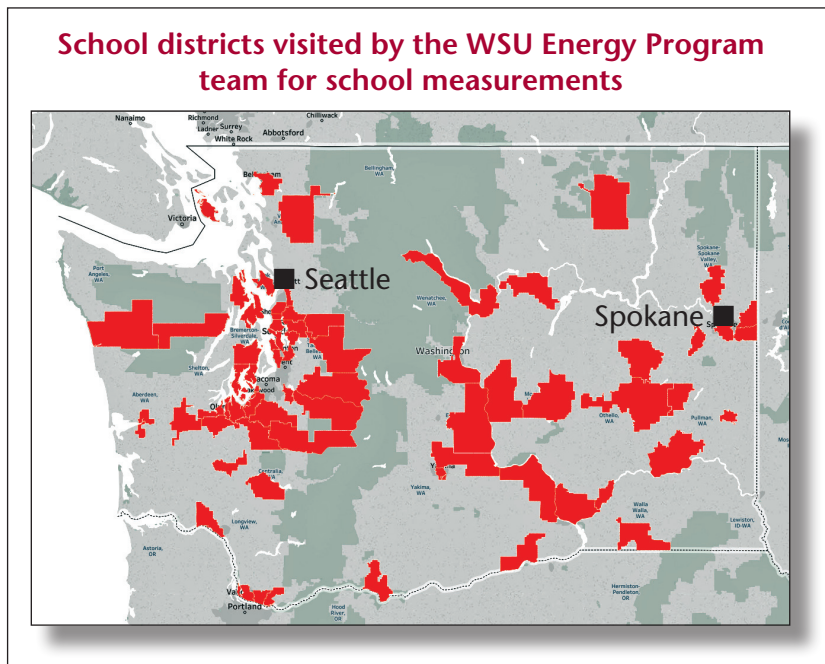 School districts visited by the WSU Energy Program
team for school measurements
Nanaimo
Richmond
Ladner
Surrey
White Rock
Chilliwack
Abbotsford
Bellingham,
WA
Victoria
Port
Angeles,
WA
Seattle
Spokane-
Spokane
Valley,
WA
Wenatchee,
WA
Spokane
Bremerton-
Silverdale,
WA
Washington
Shelton,
WA
Aberdeen,
WA
Othello,
WA
Pullman,
WA
Centralia,
Yakima,
WA
Longview,
WA
Walla
Walla,
WA
Lewiston,
ID-WA
Astoria,
OR
Portland
Hood
River,
OR
Hermiston-
Pendleton,
OR